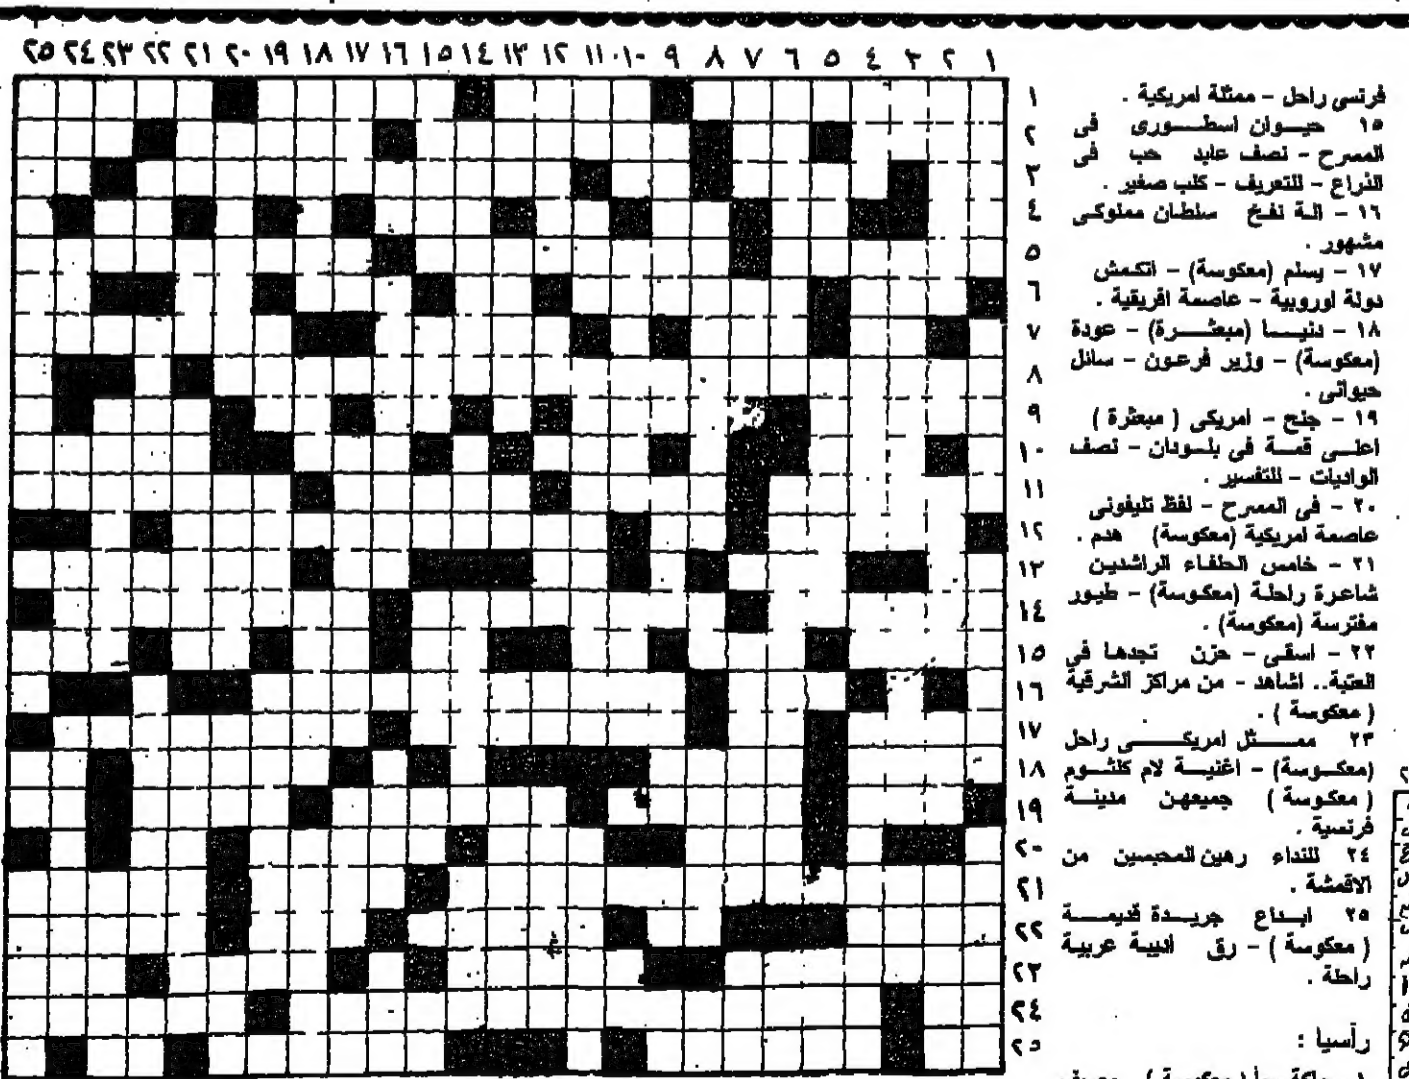 ٢٥ ٢٤ ٢٣ ٢٢ ٢١ ٢٠ ١٩ ١٨ ١٧ ١٦ ١٥ ١٤ ١٣ ١٢ ١١ ١٠ ٩ ٨ ٧ ٦ ٥ ٤ ٣ ٢ ١
١
٢
٣
٤
٥
٦
٧
٨
٩
١٠
١١
١٢
١٣
١٤
١٥
١٦
١٧
١٨
١٩
٢٠
٢١
٢٢
٢٣
٢٤
٢٥
فرنسى راحل – ممثلة امريكية .
١٥ حيوان اسطورى فى
المسرح – نصف عابد حب فى
الذراع – للتعريف – كلب صغير .
١٦ – الة نفخ سلطان مملوكى
مشهور .
١٧ – يسلم (معكوسة) – انكمش
دولة اوروبية – عاصمة افريقية .
١٨ – دنيا (مبعثرة) – عودة
(معكوسة) – وزير فرعون – سائل
حيوانى .
١٩ – جنح – امريكى ( مبعثرة )
اعلى قمة فى بلودان – نصف
الواديات – للتفسير .
٢٠ – فى المسرح – لفظ تليفونى
عاصمة امريكية (معكوسة) هدم .
٢١ – خامس الخلفاء الراشدين
شاعرة راحلة (معكوسة) – طيور
مفترسة (معكوسة) .
٢٢ – اسقى – حزن تجدها فى
العتبة.. اشاهد – من مراكز الشرقية
( معكوسة ) .
٢٣ ممثل امريكى راحل
(معكوسة) – اغنية لام كلثوم
( معكوسة ) جميعهن مدينة
فرنسية .
٢٤ للنداء رهين المحبسين من
الاقمشة .
٢٥ ابداع جريدة قديمة
( معكوسة ) – رق اديبة عربية
راحلة .
رأسيا :